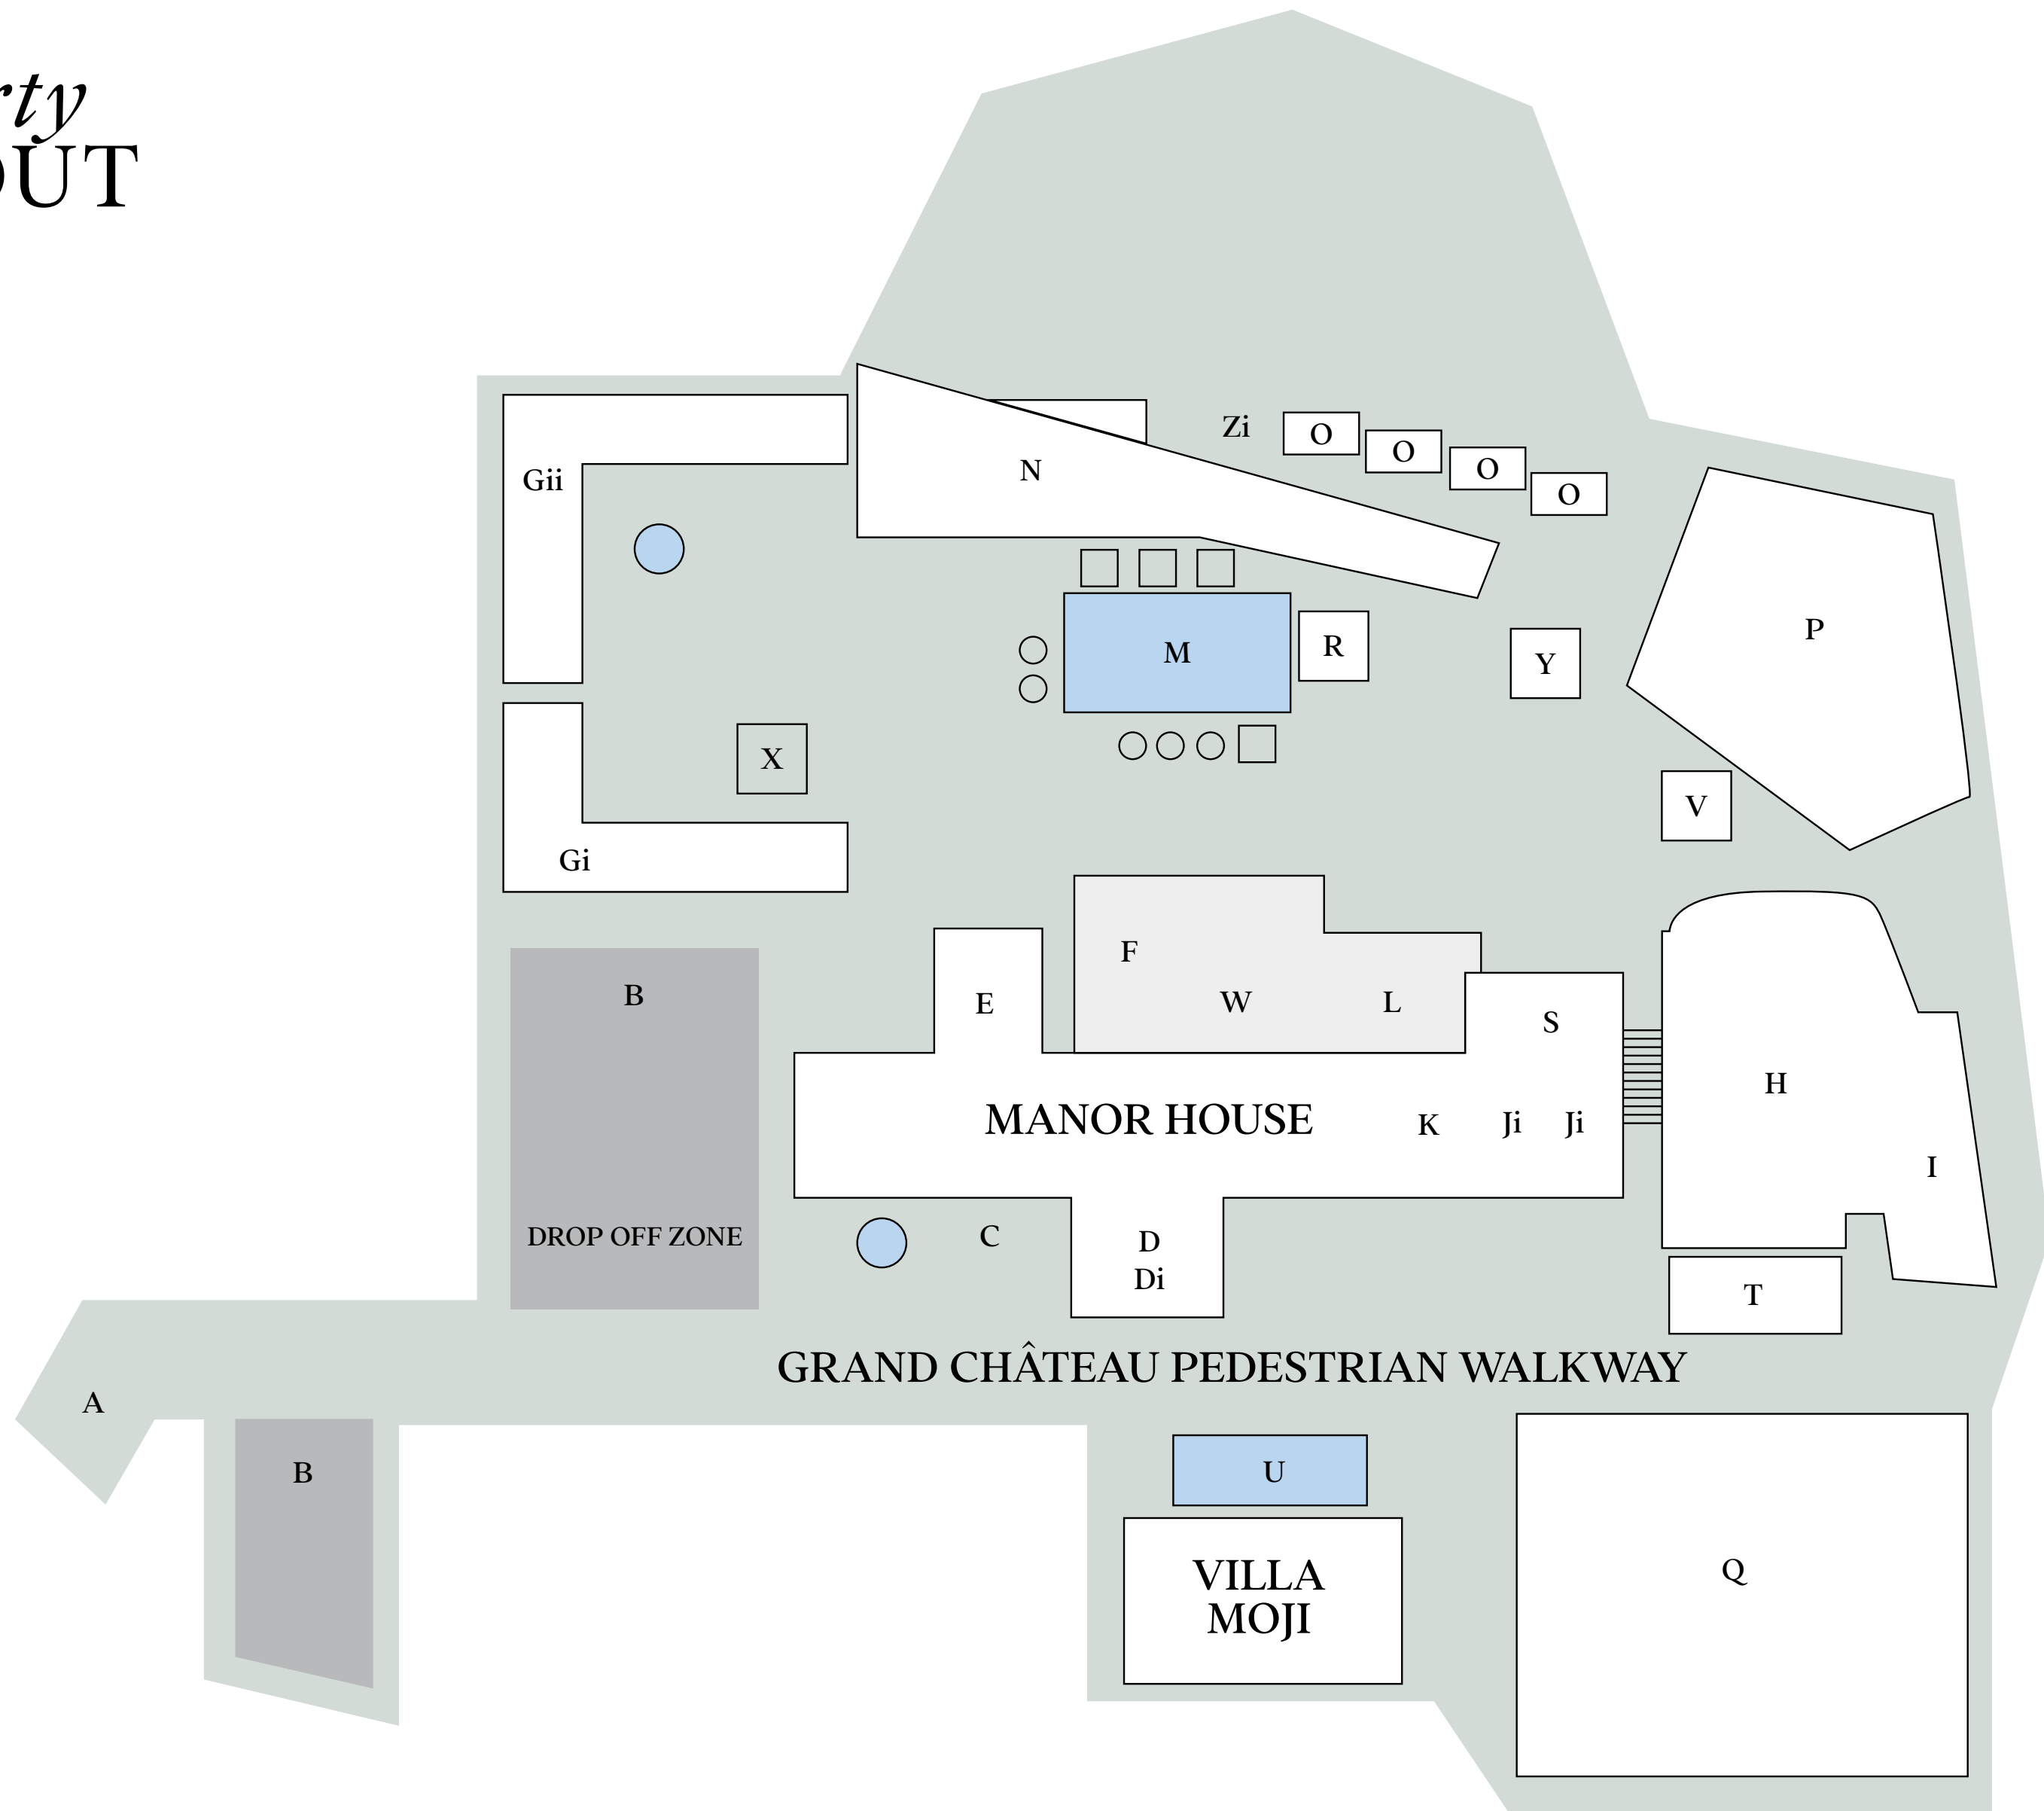 rty
OUT
Zi
O
O
O
O
N
Gii
P
M
R
Y
X
V
Gi
F
B
E
W
L
S
H
MANOR HOUSE
K
Ji
Ji
I
DROP OFF ZONE
C
D
Di
T
GRAND CHÂTEAU PEDESTRIAN WALKWAY
A
B
U
Q
VILLA
MOJI